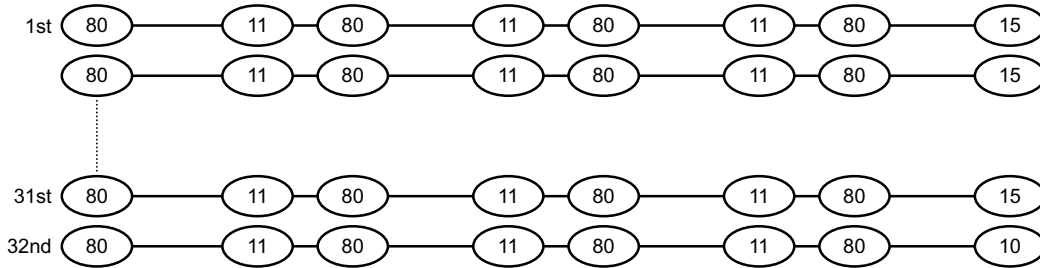 1st 80 11 80 11 80 11 80 15
80 11 80 11 80 11 80 15
31st 80 11 80 11 80 11 80 15
32nd 80 11 80 11 80 11 80 10